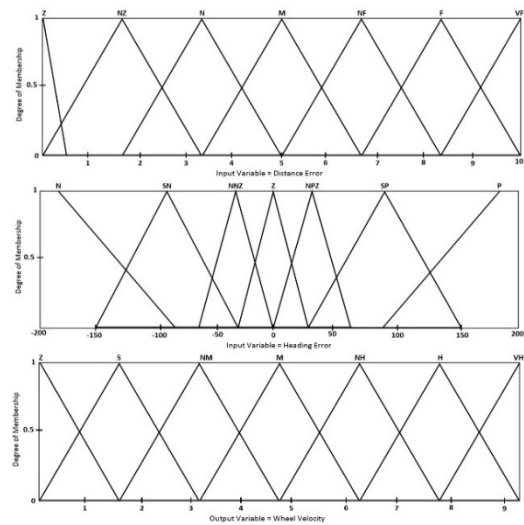 Z NZ N M NF F VF
1
0.5
0
Degree of Membership
1 2 3 4 5 6 7 8 9 10
Input Variable = Distance Error
N SN NNZ Z NPZ SP P
1
0.5
0
Degree of Membership
-200 -150 -100 -50 0 50 100 150 200
Input Variable = Heading Error
Z S NM M NH H VH
1
0.5
0
Degree of Membership
1 2 3 4 5 6 7 8 9
Output Variable = Wheel Velocity